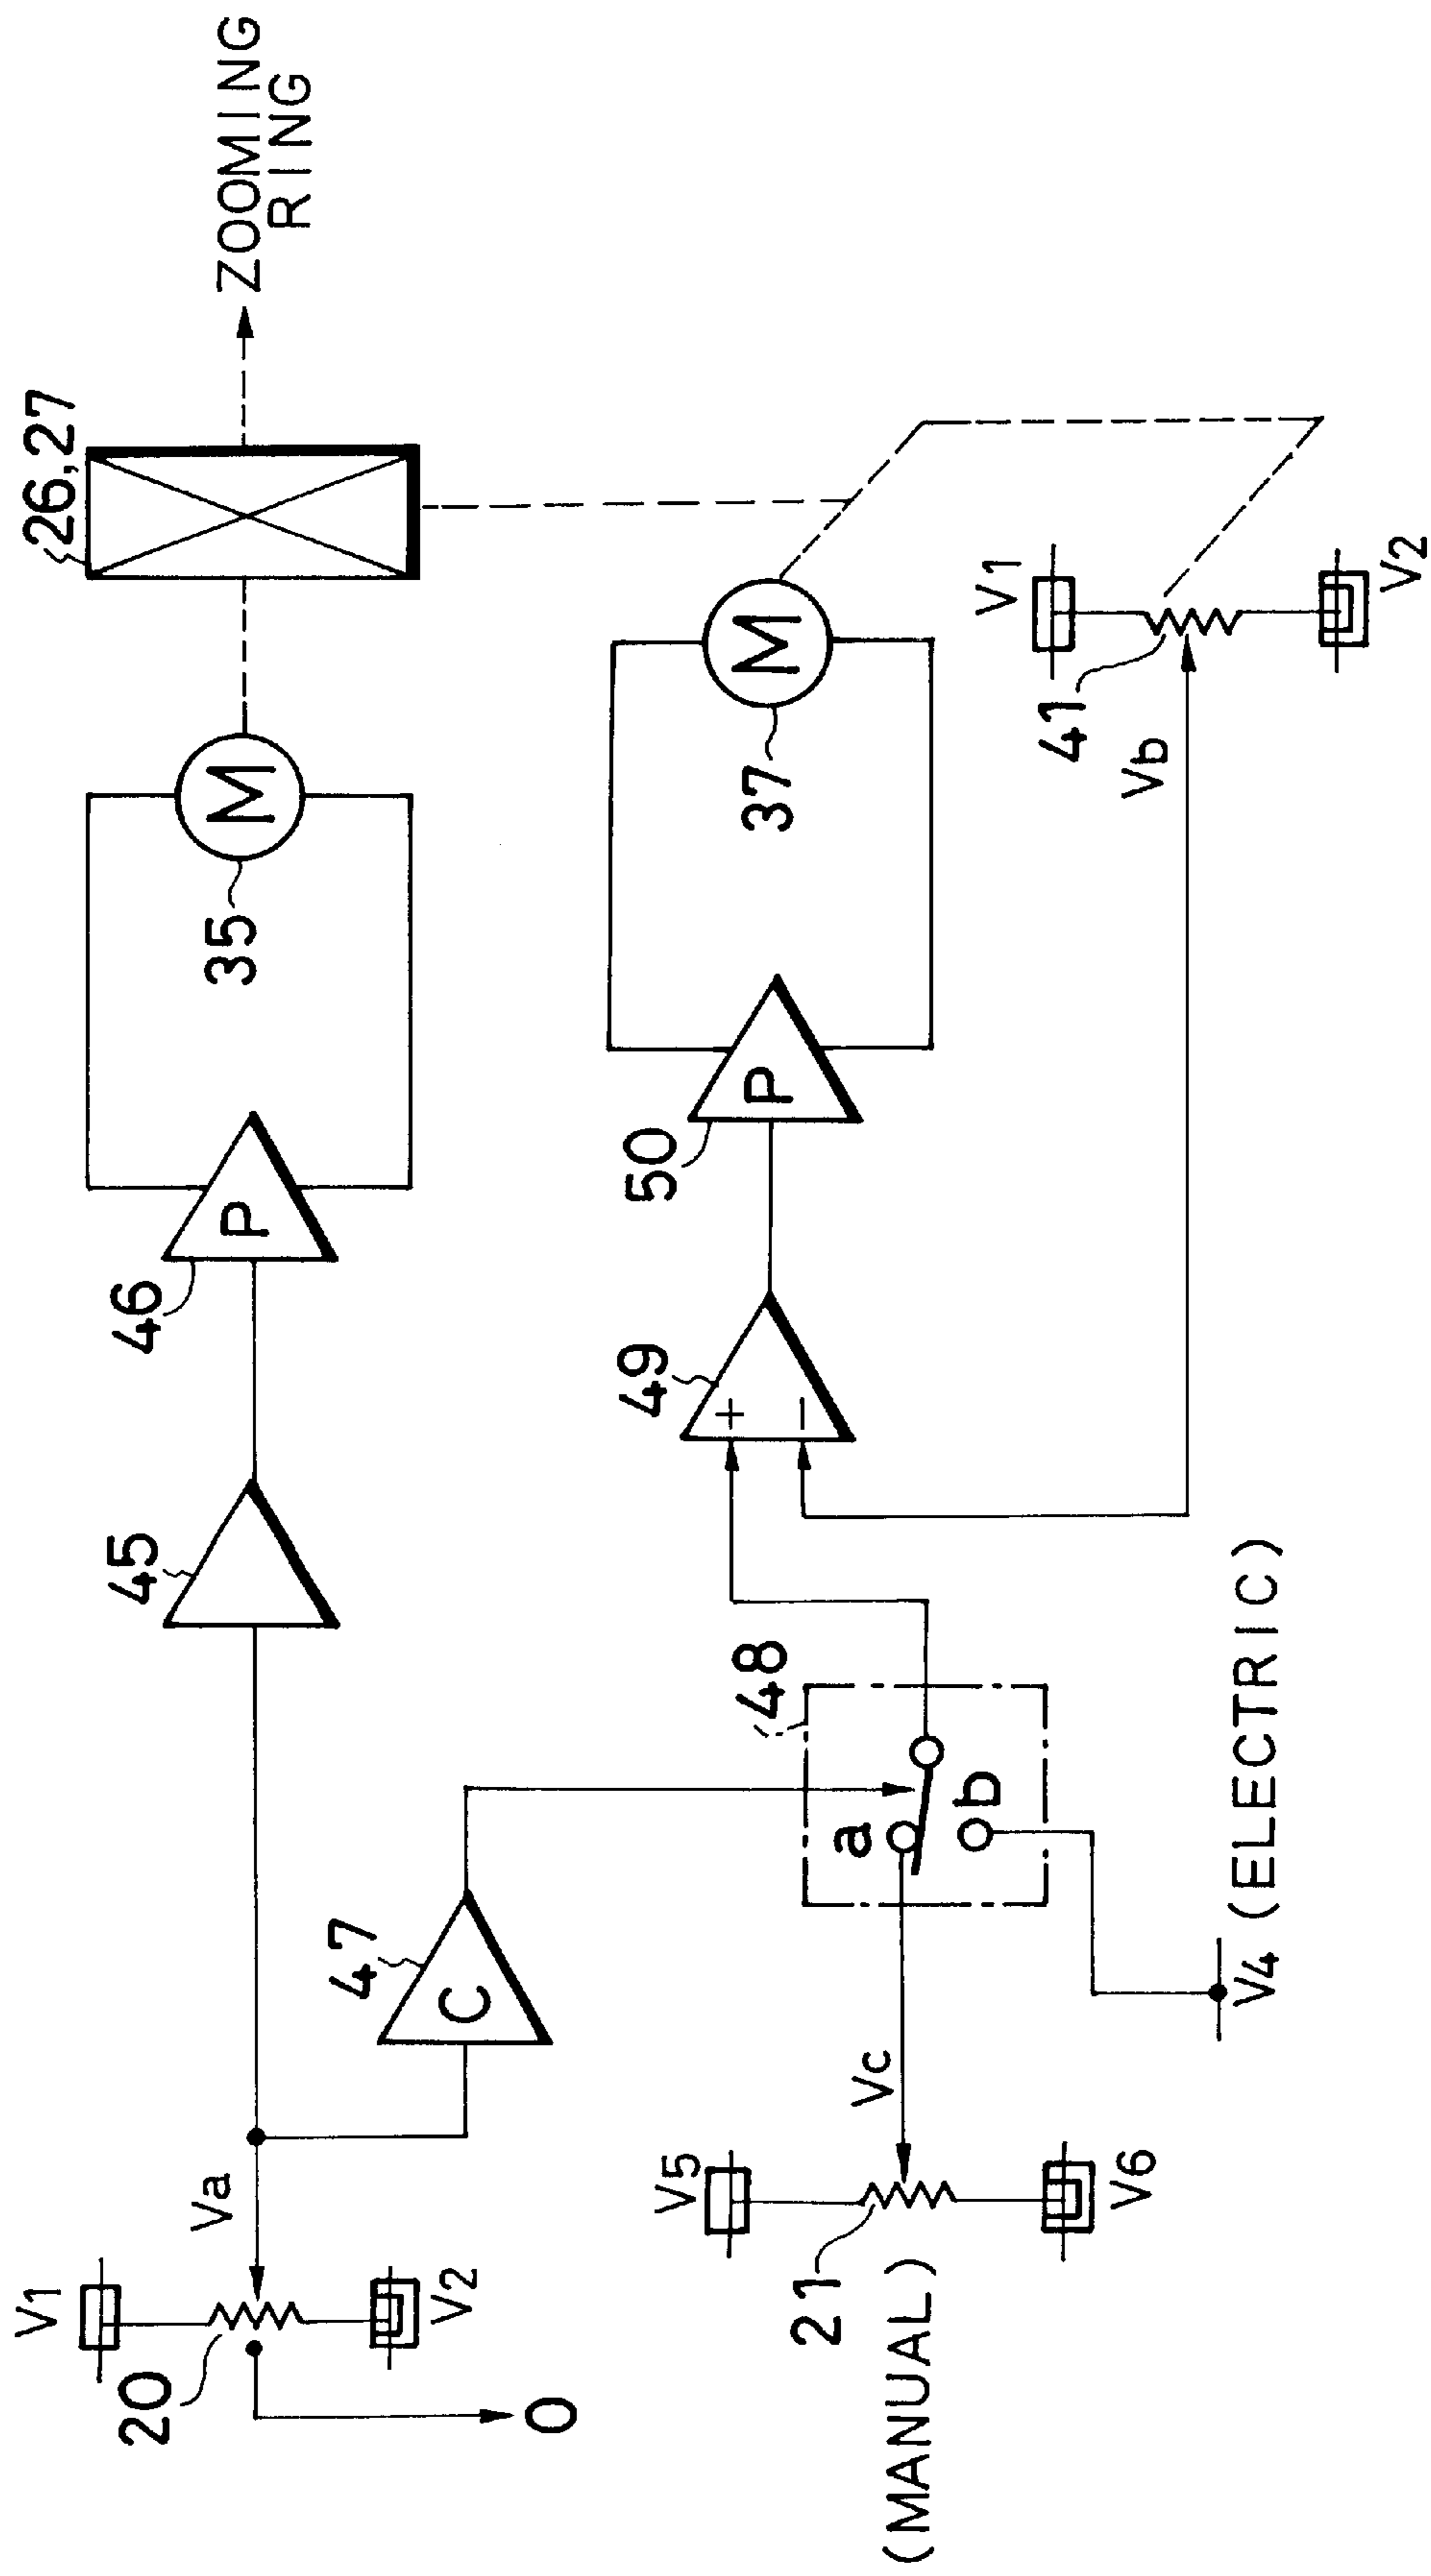 ZOOMING
RING
26,27
35
M
46
P
45
Va
V1
20
V2
0
47
C
37
M
50
P
49
+
−
48
a
b
Vc
V5
21
V6
(MANUAL)
V4 (ELECTRIC)
V1
41
Vb
V2